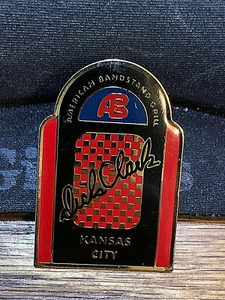 AMERICAN BANDSTAND GRILL
AB
Dick Clark
KANSAS
CITY